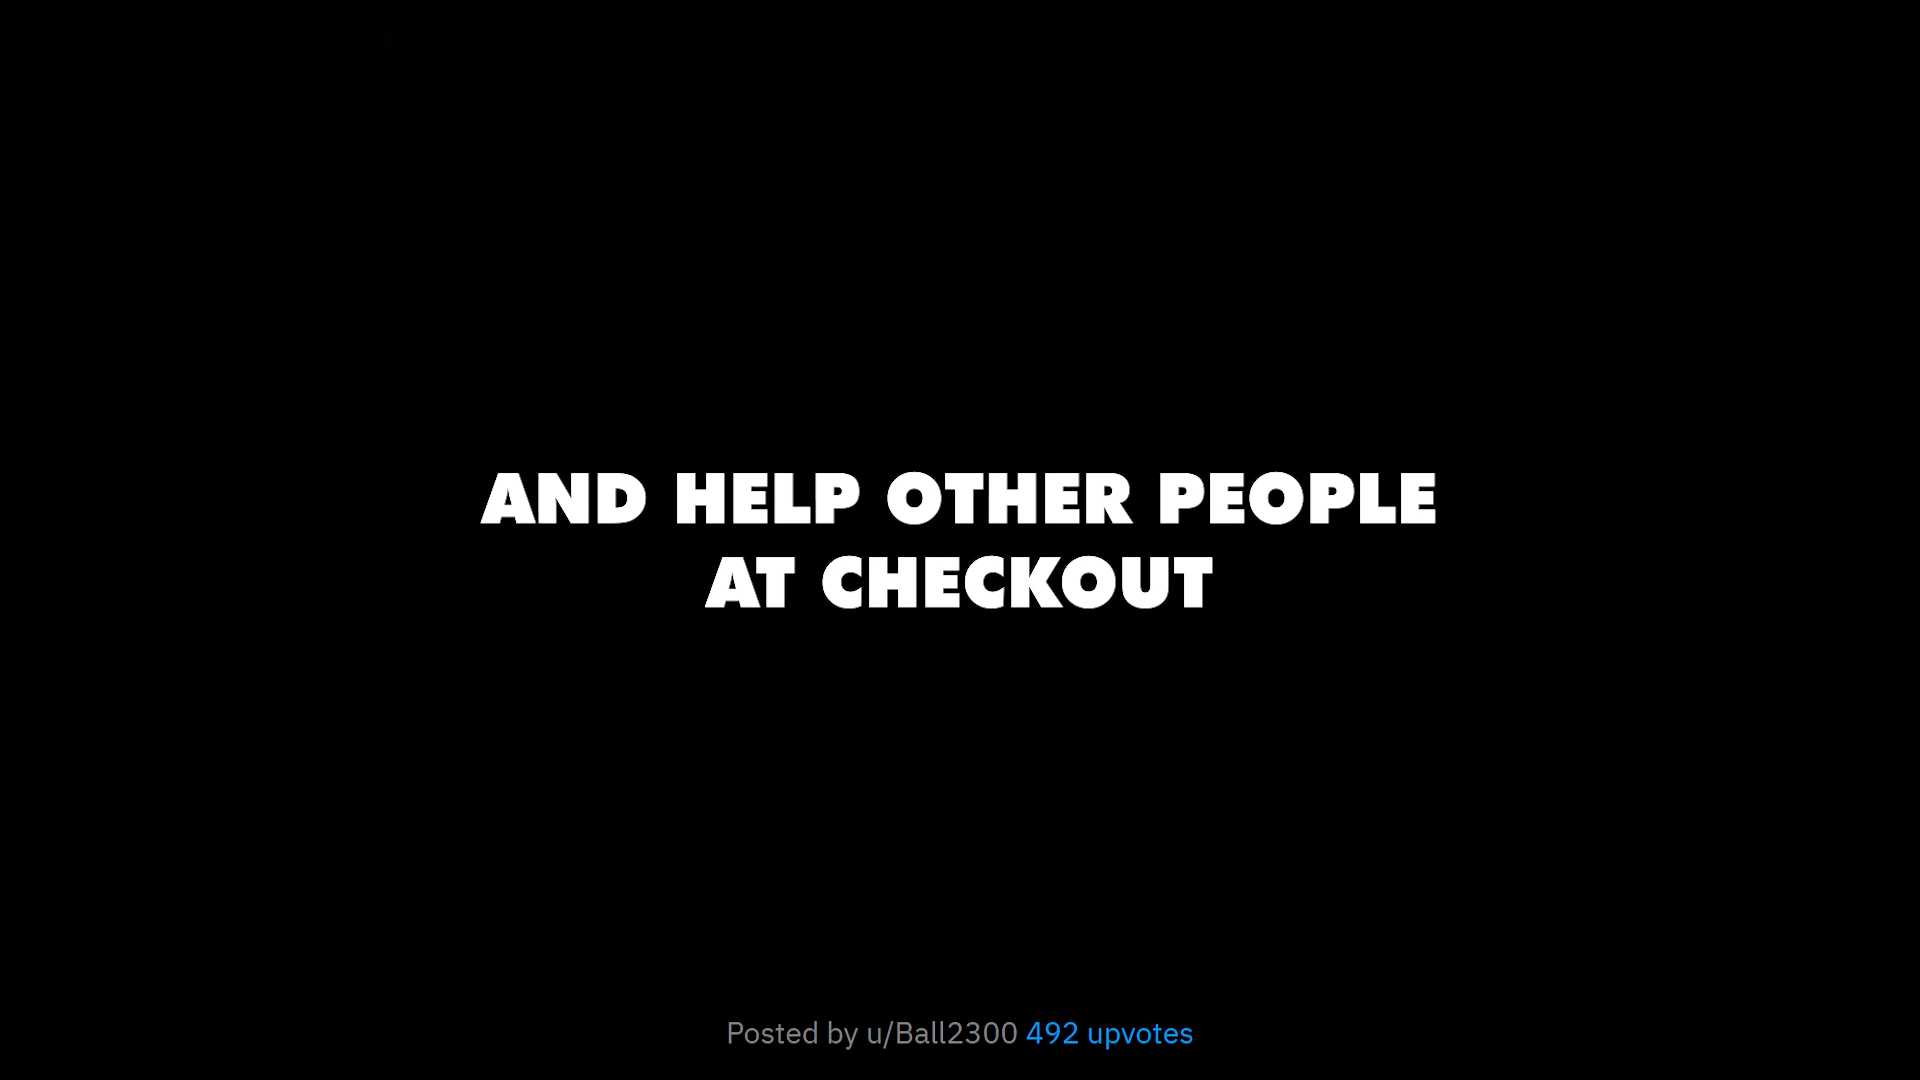 AND HELP OTHER PEOPLE
AT CHECKOUT
Posted by u/Ball2300 492 upvotes